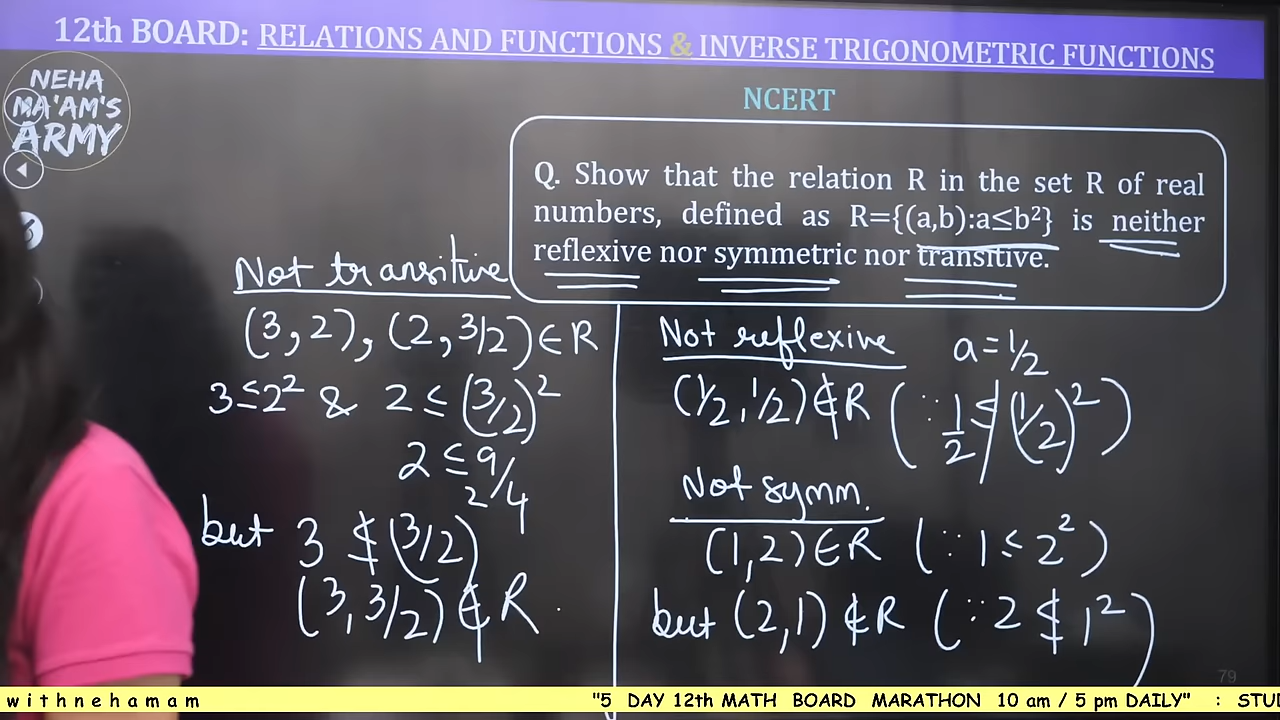 12th BOARD: RELATIONS AND FUNCTIONS & INVERSE TRIGONOMETRIC FUNCTIONS
NEHA
MA'AM'S
ARMY
NCERT
Q. Show that the relation R in the set R of real
numbers, defined as R={(a,b):a≤b²} is neither
reflexive nor symmetric nor transitive.
Not transitive
(3,2), (2,3/2)∈R
3≤2² & 2≤(3/2)²
2≤9/4
2
but 3≰(3/2)
(3,3/2)∉R.
Not reflexive a=1/2
(1/2,1/2)∉R (∵ 1/2≰(1/2)²)
Not symm.
(1,2)∈R (∵ 1≤2²)
but (2,1)∉R (∵ 2≰1²)
79
withnehamam "5 DAY 12th MATH BOARD MARATHON 10 am / 5 pm DAILY" : STU